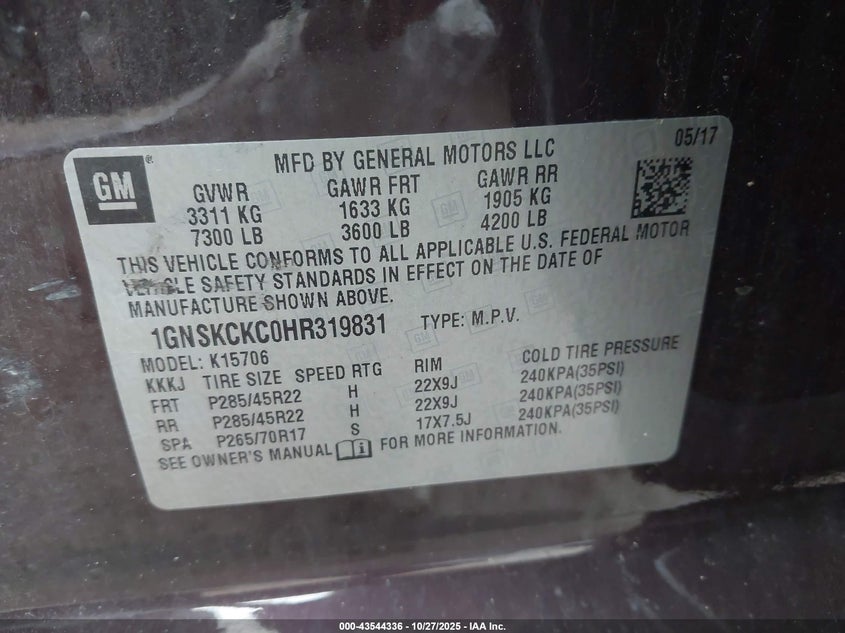 GM
®
MFD BY GENERAL MOTORS LLC
05/17
GVWR GAWR FRT GAWR RR
3311 KG 1633 KG 1905 KG
7300 LB 3600 LB 4200 LB
THIS VEHICLE CONFORMS TO ALL APPLICABLE U.S. FEDERAL MOTOR
VEHICLE SAFETY STANDARDS IN EFFECT ON THE DATE OF
MANUFACTURE SHOWN ABOVE.
1GNSKCKC0HR319831 TYPE: M.P.V.
MODEL: K15706
KKKJ TIRE SIZE SPEED RTG RIM COLD TIRE PRESSURE
FRT P285/45R22 H 22X9J 240KPA(35PSI)
RR P285/45R22 H 22X9J 240KPA(35PSI)
SPA P265/70R17 S 17X7.5J 240KPA(35PSI)
SEE OWNER'S MANUAL FOR MORE INFORMATION.
000-43544336 - 10/27/2025 - IAA Inc.